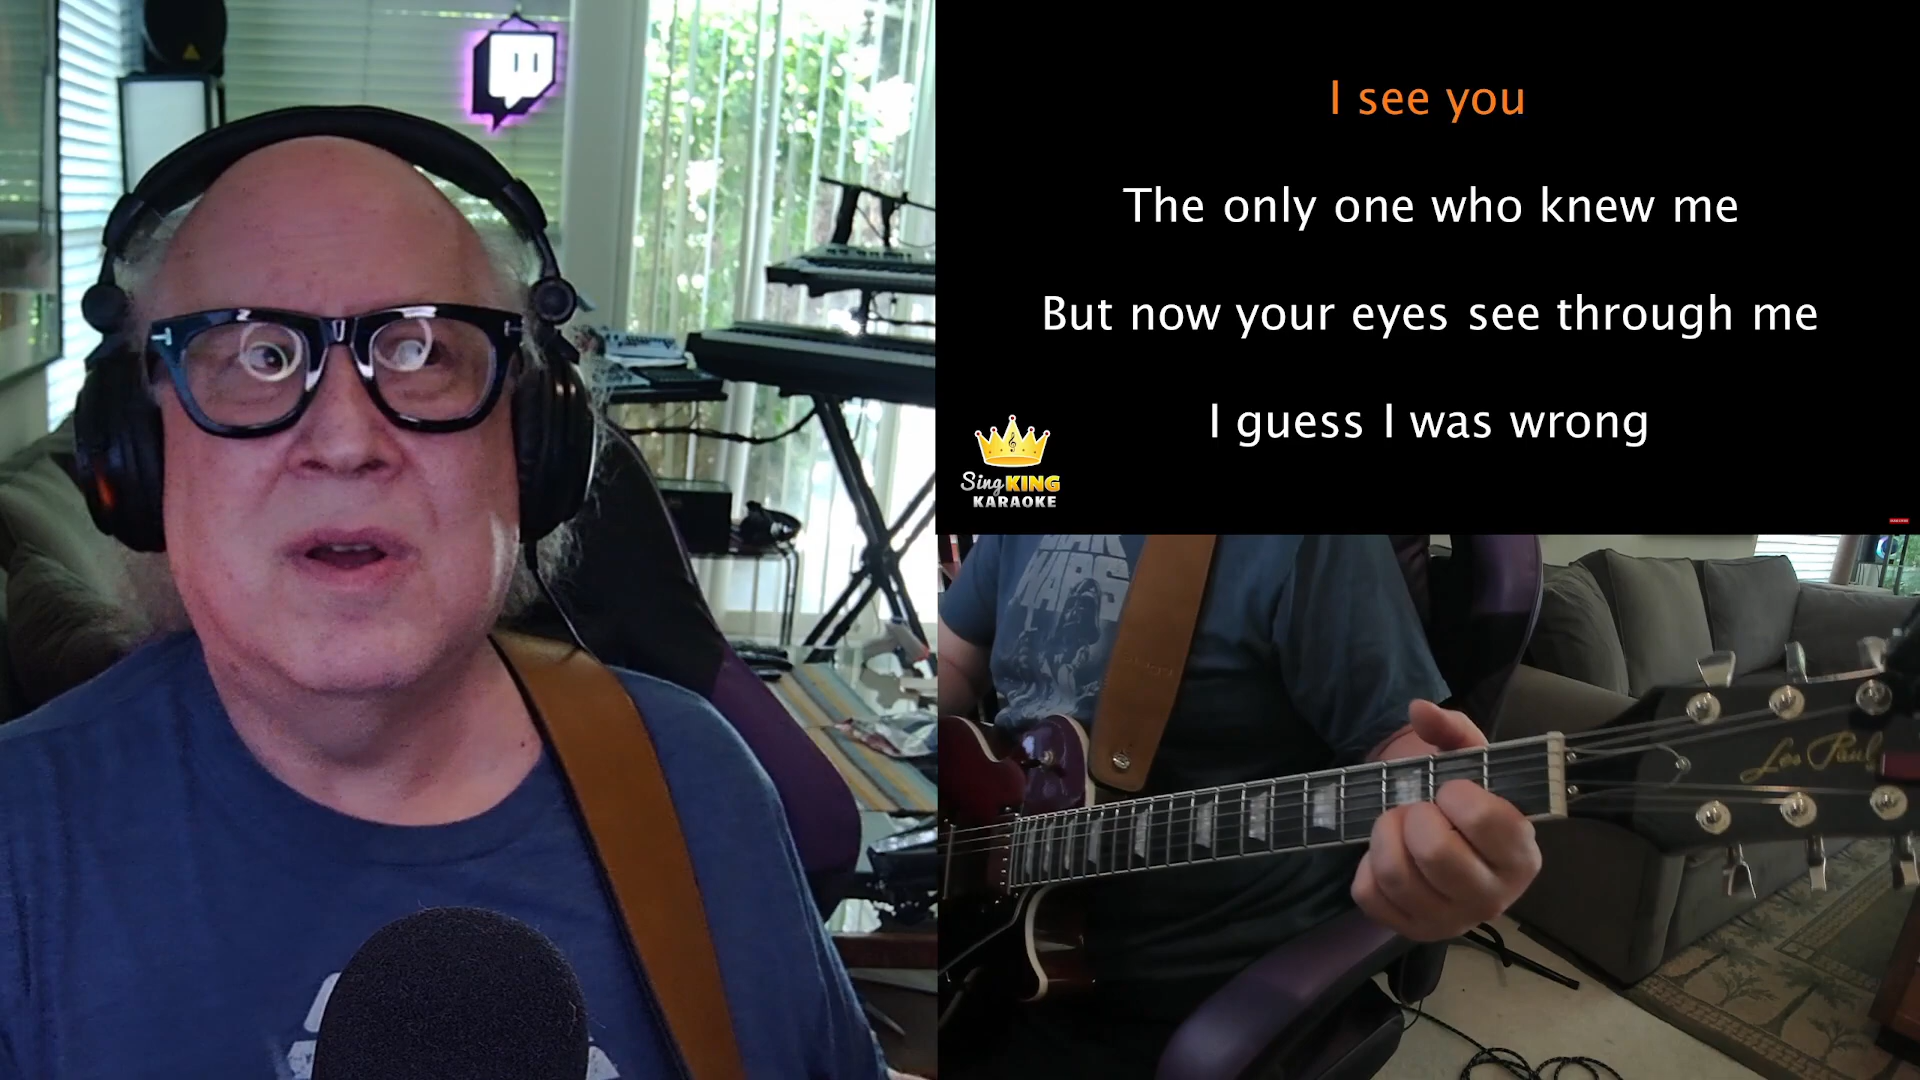 I see you
The only one who knew me
But now your eyes see through me
I guess I was wrong
Sing KING
KARAOKE
WARS
Les Paul